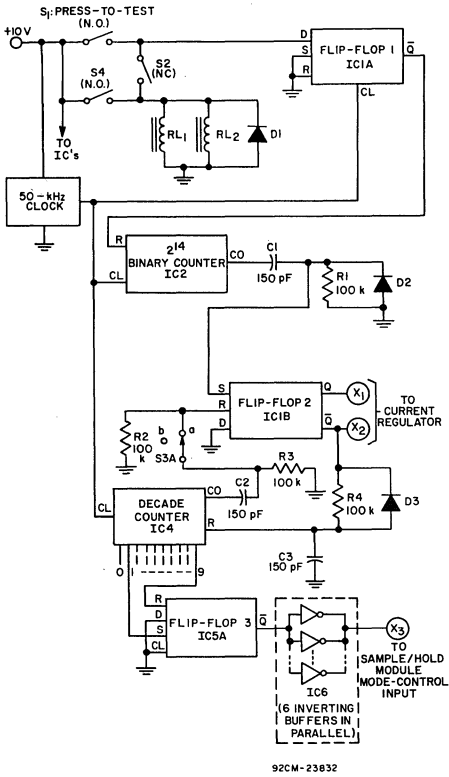 S1: PRESS-TO-TEST
(N.O.)
+10V
S4
(N.O.)
S2
(NC)
TO
IC's
RL1
RL2
D1
D
S
R
FLIP-FLOP 1
IC1A
Q̅
CL
50-kHz
CLOCK
R
CL
2^14
BINARY COUNTER
IC2
CO
C1
150 pF
R1
100 k
D2
S
R
D
FLIP-FLOP 2
IC1B
Q
Q̅
X1
X2
TO
CURRENT
REGULATOR
R2
100
k
b
a
S3A
R3
100 k
C2
150 pF
R4
100 k
D3
CL
DECADE
COUNTER
IC4
CO
R
0 1 --------- 9
C3
150 pF
R
D
S
CL
FLIP-FLOP 3
IC5A
Q̅
IC6
(6 INVERTING
BUFFERS IN
PARALLEL)
X3
TO
SAMPLE/HOLD
MODULE
MODE-CONTROL
INPUT
92CM-23832